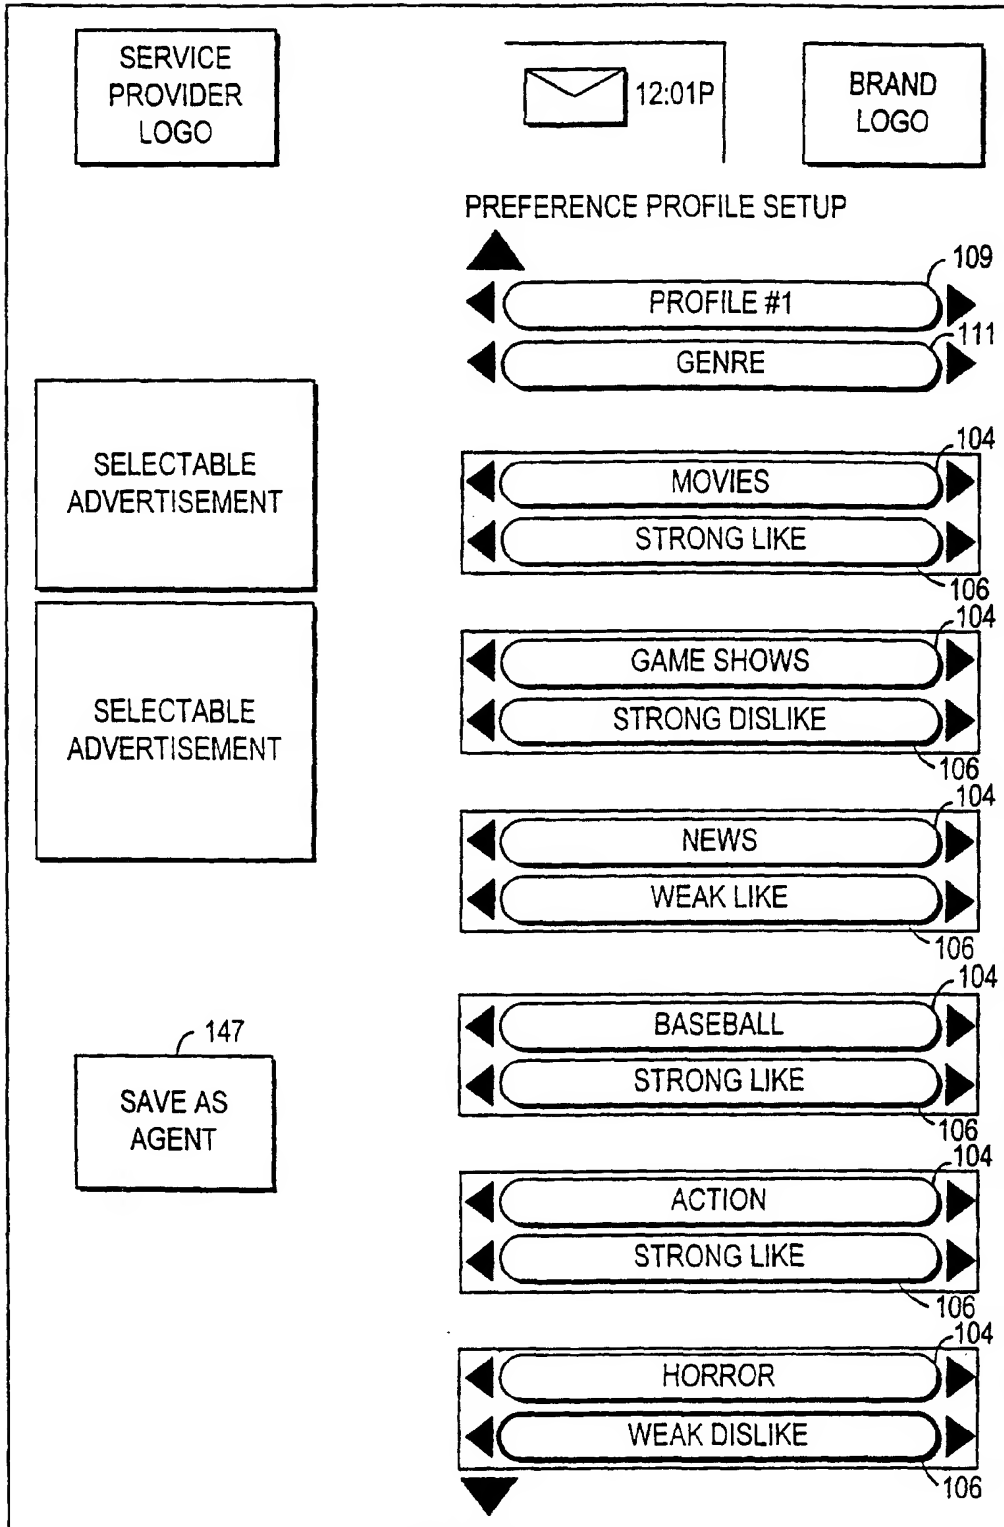 SERVICE
PROVIDER
LOGO
12:01P
BRAND
LOGO
PREFERENCE PROFILE SETUP
109
PROFILE #1
111
GENRE
SELECTABLE
ADVERTISEMENT
104
MOVIES
STRONG LIKE
106
SELECTABLE
ADVERTISEMENT
104
GAME SHOWS
STRONG DISLIKE
106
104
NEWS
WEAK LIKE
106
147
SAVE AS
AGENT
104
BASEBALL
STRONG LIKE
106
104
ACTION
STRONG LIKE
106
104
HORROR
WEAK DISLIKE
106